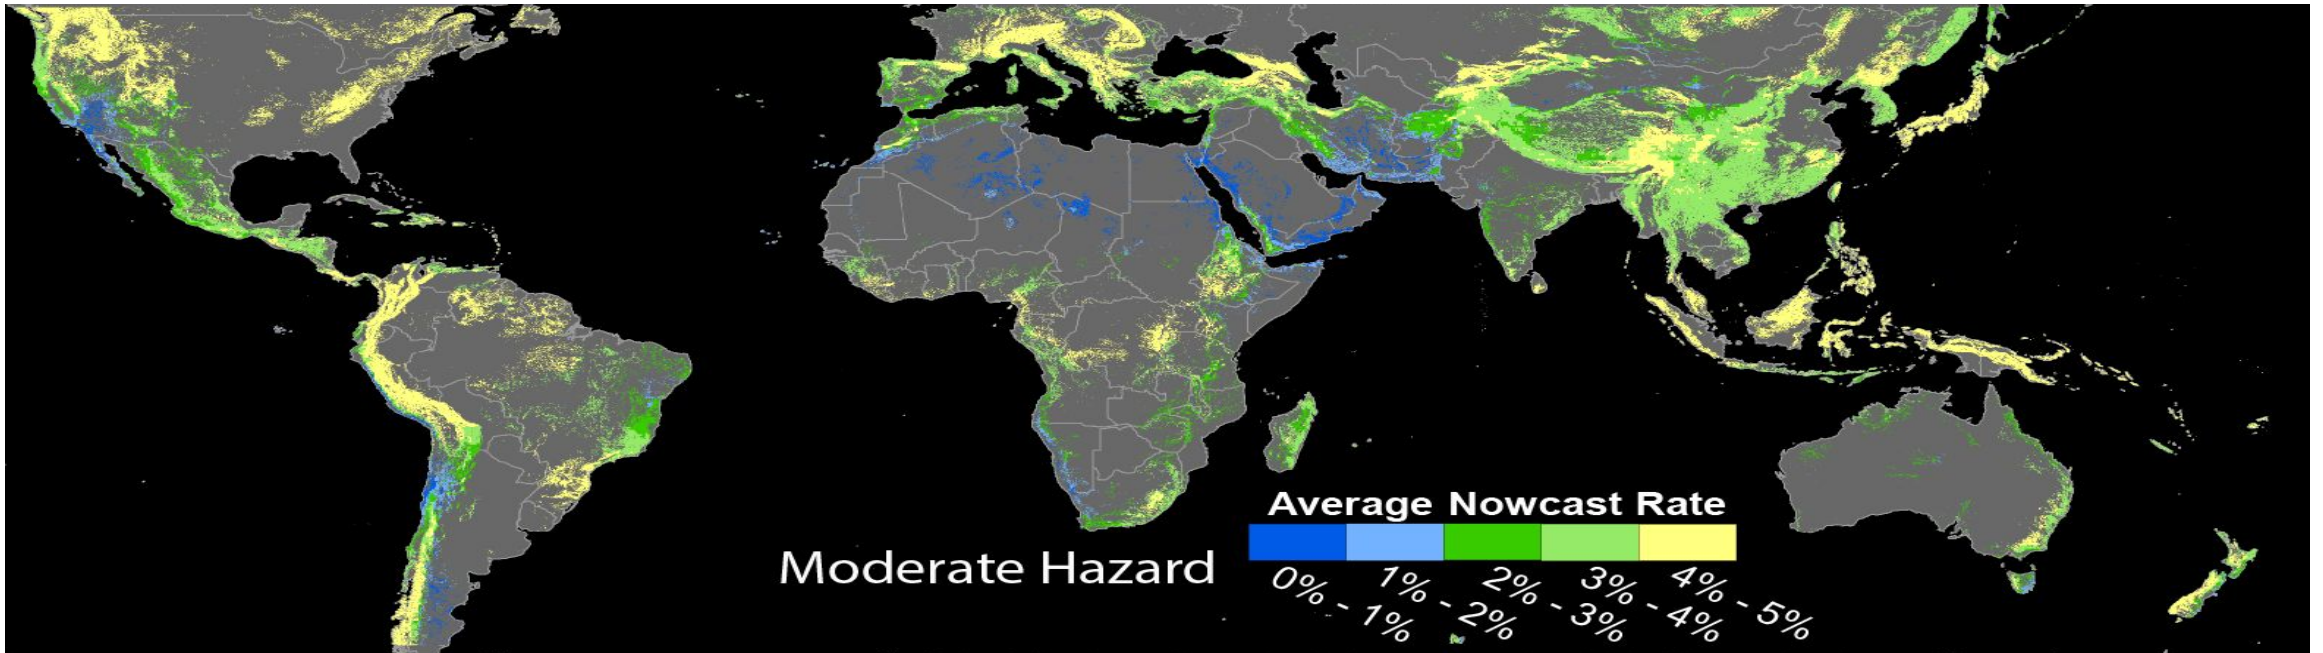 Average Nowcast Rate
Moderate Hazard
0% - 1%
1% - 2%
2% - 3%
3% - 4%
4% - 5%